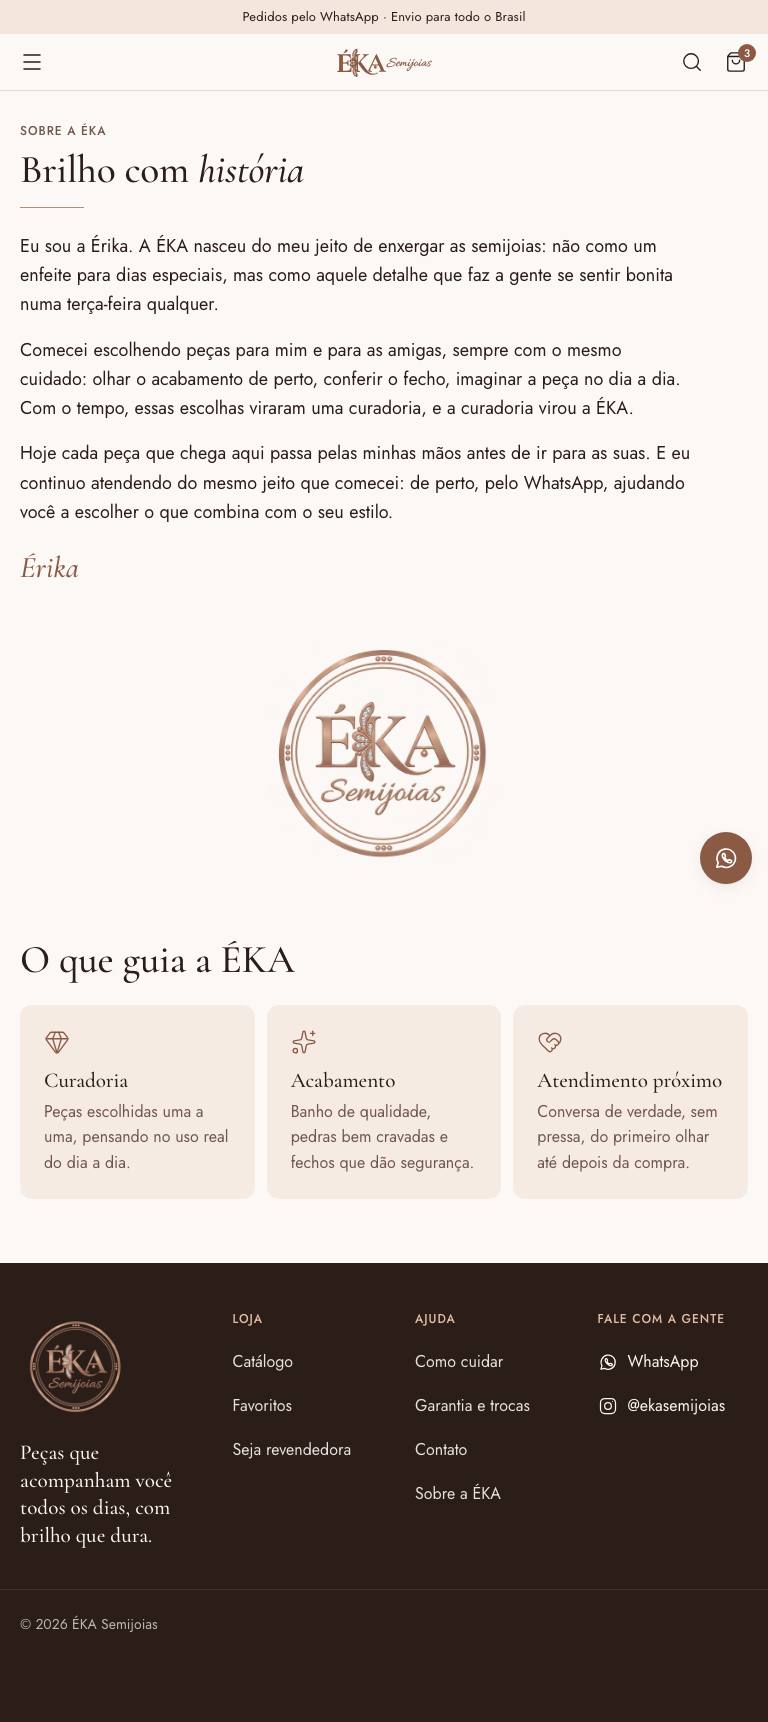 Pedidos pelo WhatsApp · Envio para todo o Brasil
ÉKA Semijoias
3
SOBRE A ÉKA
Brilho com história
Eu sou a Érika. A ÉKA nasceu do meu jeito de enxergar as semijoias: não como um
enfeite para dias especiais, mas como aquele detalhe que faz a gente se sentir bonita
numa terça-feira qualquer.
Comecei escolhendo peças para mim e para as amigas, sempre com o mesmo
cuidado: olhar o acabamento de perto, conferir o fecho, imaginar a peça no dia a dia.
Com o tempo, essas escolhas viraram uma curadoria, e a curadoria virou a ÉKA.
Hoje cada peça que chega aqui passa pelas minhas mãos antes de ir para as suas. E eu
continuo atendendo do mesmo jeito que comecei: de perto, pelo WhatsApp, ajudando
você a escolher o que combina com o seu estilo.
Érika
ÉKA
Semijoias
O que guia a ÉKA
Curadoria
Peças escolhidas uma a
uma, pensando no uso real
do dia a dia.
Acabamento
Banho de qualidade,
pedras bem cravadas e
fechos que dão segurança.
Atendimento próximo
Conversa de verdade, sem
pressa, do primeiro olhar
até depois da compra.
ÉKA
Semijoias
Peças que
acompanham você
todos os dias, com
brilho que dura.
LOJA
Catálogo
Favoritos
Seja revendedora
AJUDA
Como cuidar
Garantia e trocas
Contato
Sobre a ÉKA
FALE COM A GENTE
WhatsApp
@ekasemijoias
© 2026 ÉKA Semijoias